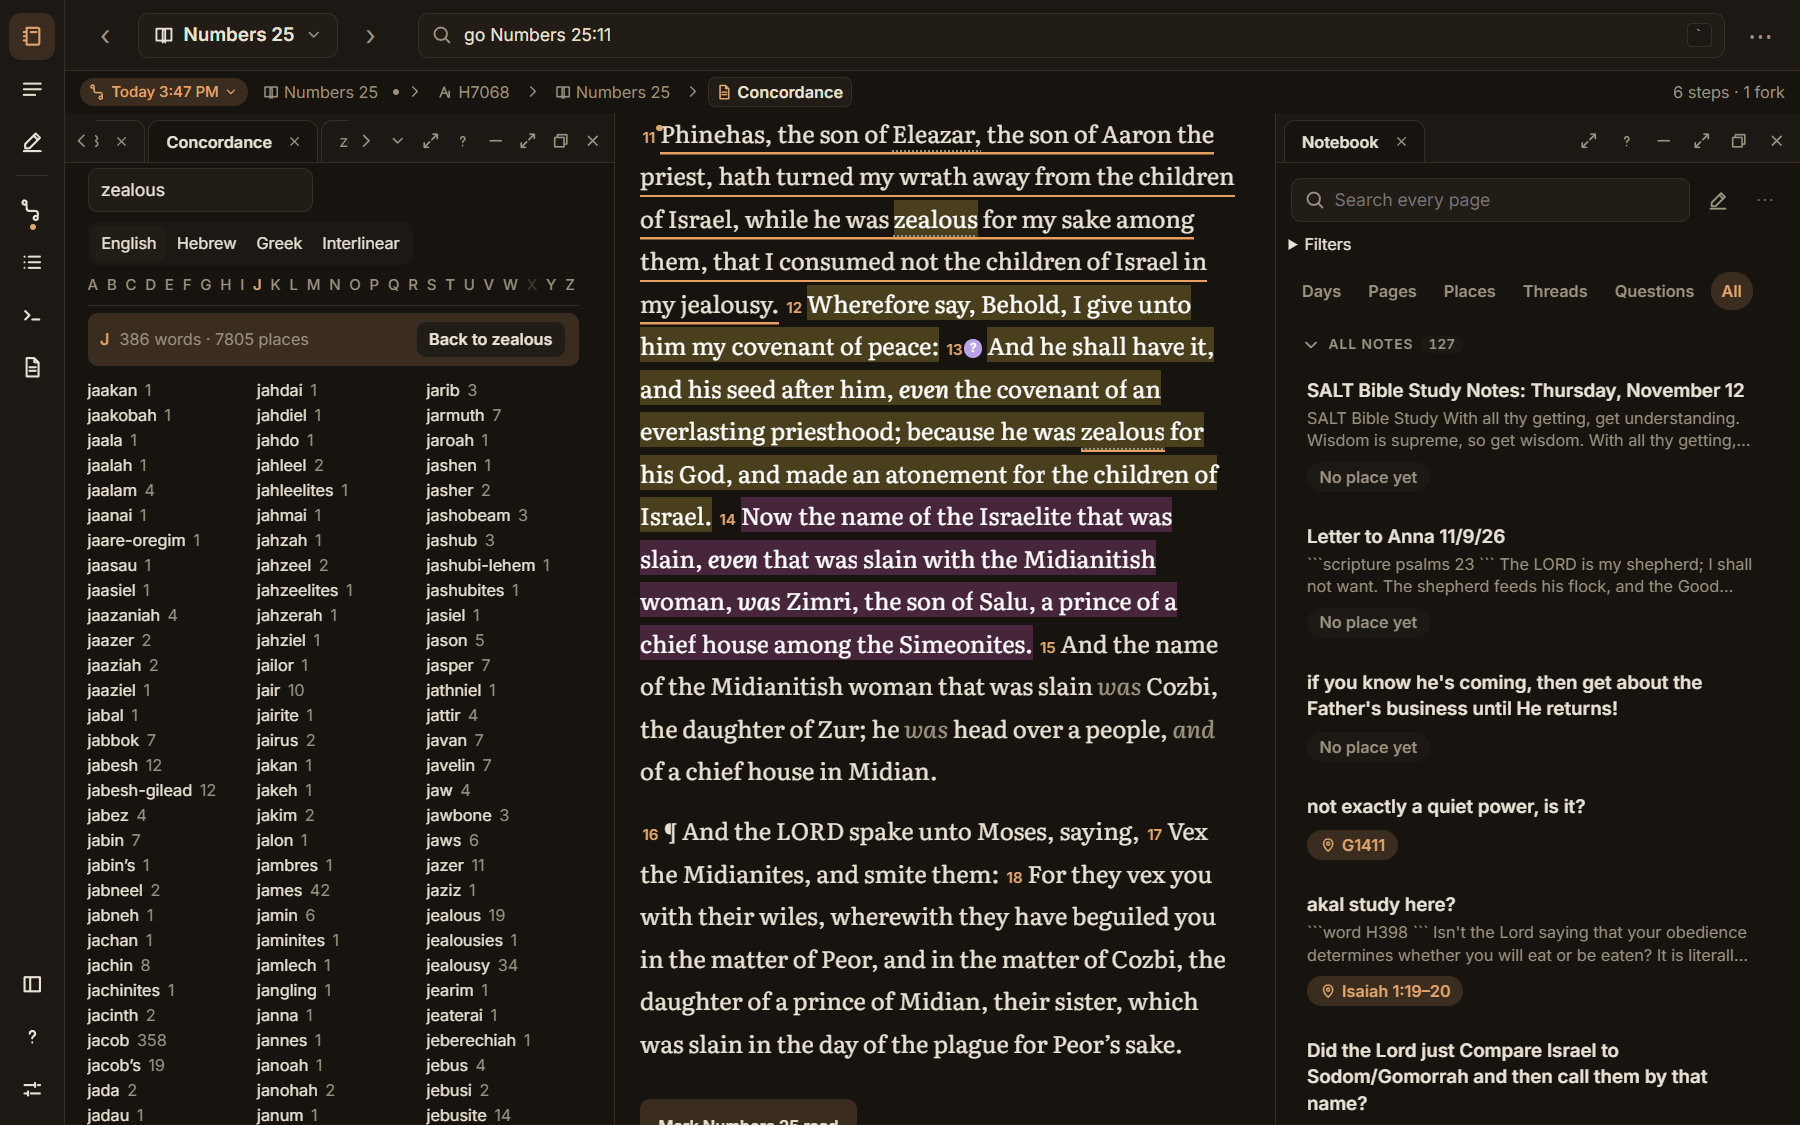 Numbers 25
go Numbers 25:11
`
Today 3:47 PM
Numbers 25
H7068
Numbers 25
Concordance
6 steps · 1 fork
Concordance
z
?
zealous
English Hebrew Greek Interlinear
A B C D E F G H I J K L M N O P Q R S T U V W X Y Z
J 386 words · 7805 places
Back to zealous
jaakan 1
jaakobah 1
jaala 1
jaalah 1
jaalam 4
jaanai 1
jaare-oregim 1
jaasau 1
jaasiel 1
jaazaniah 4
jaazer 2
jaaziah 2
jaaziel 1
jabal 1
jabbok 7
jabesh 12
jabesh-gilead 12
jabez 4
jabin 7
jabin’s 1
jabneel 2
jabneh 1
jachan 1
jachin 8
jachinites 1
jacinth 2
jacob 358
jacob’s 19
jada 2
jadau 1
jahdai 1
jahdiel 1
jahdo 1
jahleel 2
jahleelites 1
jahmai 1
jahzah 1
jahzeel 2
jahzeelites 1
jahzerah 1
jahziel 1
jailor 1
jair 10
jairite 1
jairus 2
jakan 1
jakeh 1
jakim 2
jalon 1
jambres 1
james 42
jamin 6
jaminites 1
jamlech 1
jangling 1
janna 1
jannes 1
janoah 1
janohah 2
janum 1
jarib 3
jarmuth 7
jaroah 1
jashen 1
jasher 2
jashobeam 3
jashub 3
jashubi-lehem 1
jashubites 1
jasiel 1
jason 5
jasper 7
jathniel 1
jattir 4
javan 7
javelin 7
jaw 4
jawbone 3
jaws 6
jazer 11
jaziz 1
jealous 19
jealousies 1
jealousy 34
jearim 1
jeaterai 1
jeberechiah 1
jebus 4
jebusi 2
jebusite 14
11 Phinehas, the son of Eleazar, the son of Aaron the
priest, hath turned my wrath away from the children
of Israel, while he was zealous for my sake among
them, that I consumed not the children of Israel in
my jealousy. 12 Wherefore say, Behold, I give unto
him my covenant of peace: 13 ? And he shall have it,
and his seed after him, even the covenant of an
everlasting priesthood; because he was zealous for
his God, and made an atonement for the children of
Israel. 14 Now the name of the Israelite that was
slain, even that was slain with the Midianitish
woman, was Zimri, the son of Salu, a prince of a
chief house among the Simeonites. 15 And the name
of the Midianitish woman that was slain was Cozbi,
the daughter of Zur; he was head over a people, and
of a chief house in Midian.
16 ¶ And the LORD spake unto Moses, saying, 17 Vex
the Midianites, and smite them: 18 For they vex you
with their wiles, wherewith they have beguiled you
in the matter of Peor, and in the matter of Cozbi, the
daughter of a prince of Midian, their sister, which
was slain in the day of the plague for Peor’s sake.
Mark Numbers 25 read
Notebook
?
Search every page
Filters
Days Pages Places Threads Questions All
ALL NOTES 127
SALT Bible Study Notes: Thursday, November 12
SALT Bible Study With all thy getting, get understanding.
Wisdom is supreme, so get wisdom. With all thy getting,...
No place yet
Letter to Anna 11/9/26
```scripture psalms 23 ``` The LORD is my shepherd; I shall
not want. The shepherd feeds his flock, and the Good...
No place yet
if you know he's coming, then get about the
Father's business until He returns!
No place yet
not exactly a quiet power, is it?
G1411
akal study here?
```word H398 ``` Isn't the Lord saying that your obedience
determines whether you will eat or be eaten? It is literall...
Isaiah 1:19–20
Did the Lord just Compare Israel to
Sodom/Gomorrah and then call them by that
name?
?